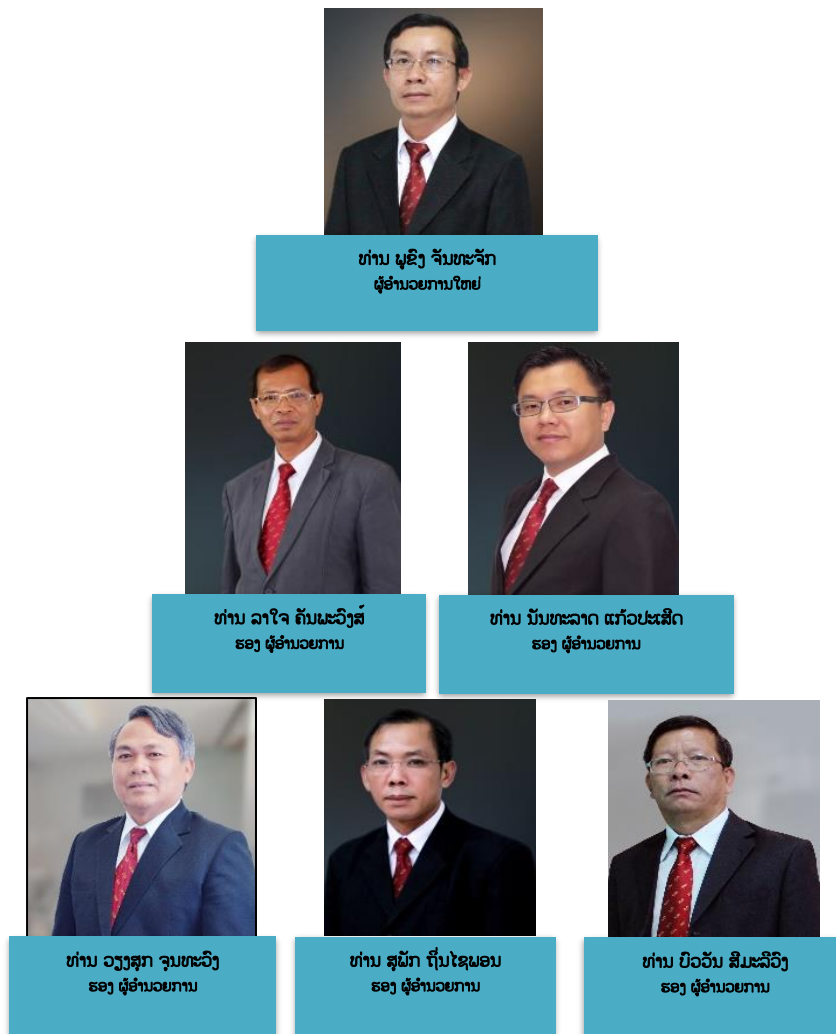 ທ່ານ ພູຂົງ ຈັນທະຈັກ
ຜູ້ອຳນວຍການໃຫຍ່
ທ່ານ ລາໃຈ ຄັນພະວົງສ໌
ຮອງ ຜູ້ອຳນວຍການ
ທ່ານ ນັນທະລາດ ແກ້ວປະເສີດ
ຮອງ ຜູ້ອຳນວຍການ
ທ່ານ ວຽງສຸກ ຈຸນທະວົງ
ຮອງ ຜູ້ອຳນວຍການ
ທ່ານ ສຸພັກ ຖິ່ນໄຊພອນ
ຮອງ ຜູ້ອຳນວຍການ
ທ່ານ ບົວວັນ ສີມະລີວົງ
ຮອງ ຜູ້ອຳນວຍການ